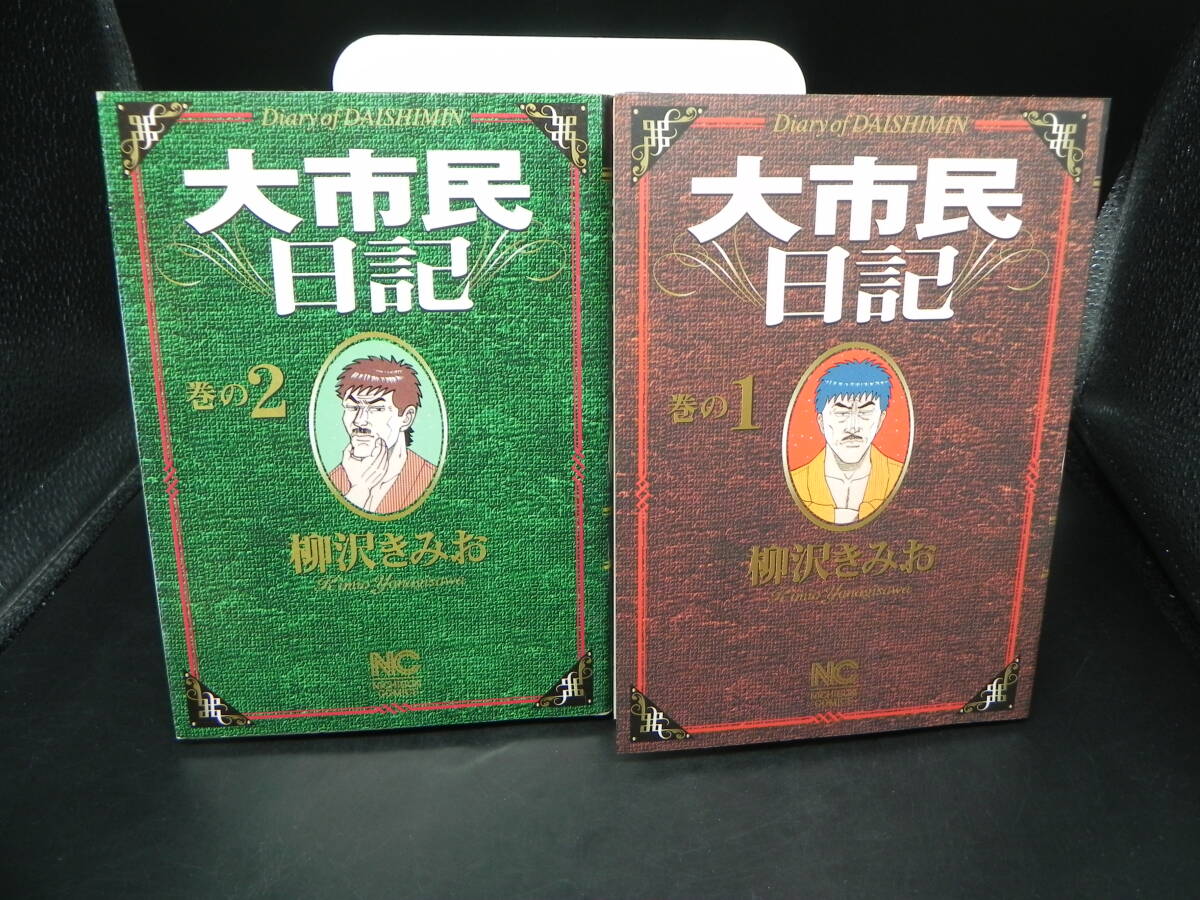 Diary of DAISHIMIN
大市民
日記
巻の2
柳沢きみお
Kimio Yanagisawa
NC
Diary of DAISHIMIN
大市民
日記
巻の1
柳沢きみお
Kimio Yanagisawa
NC